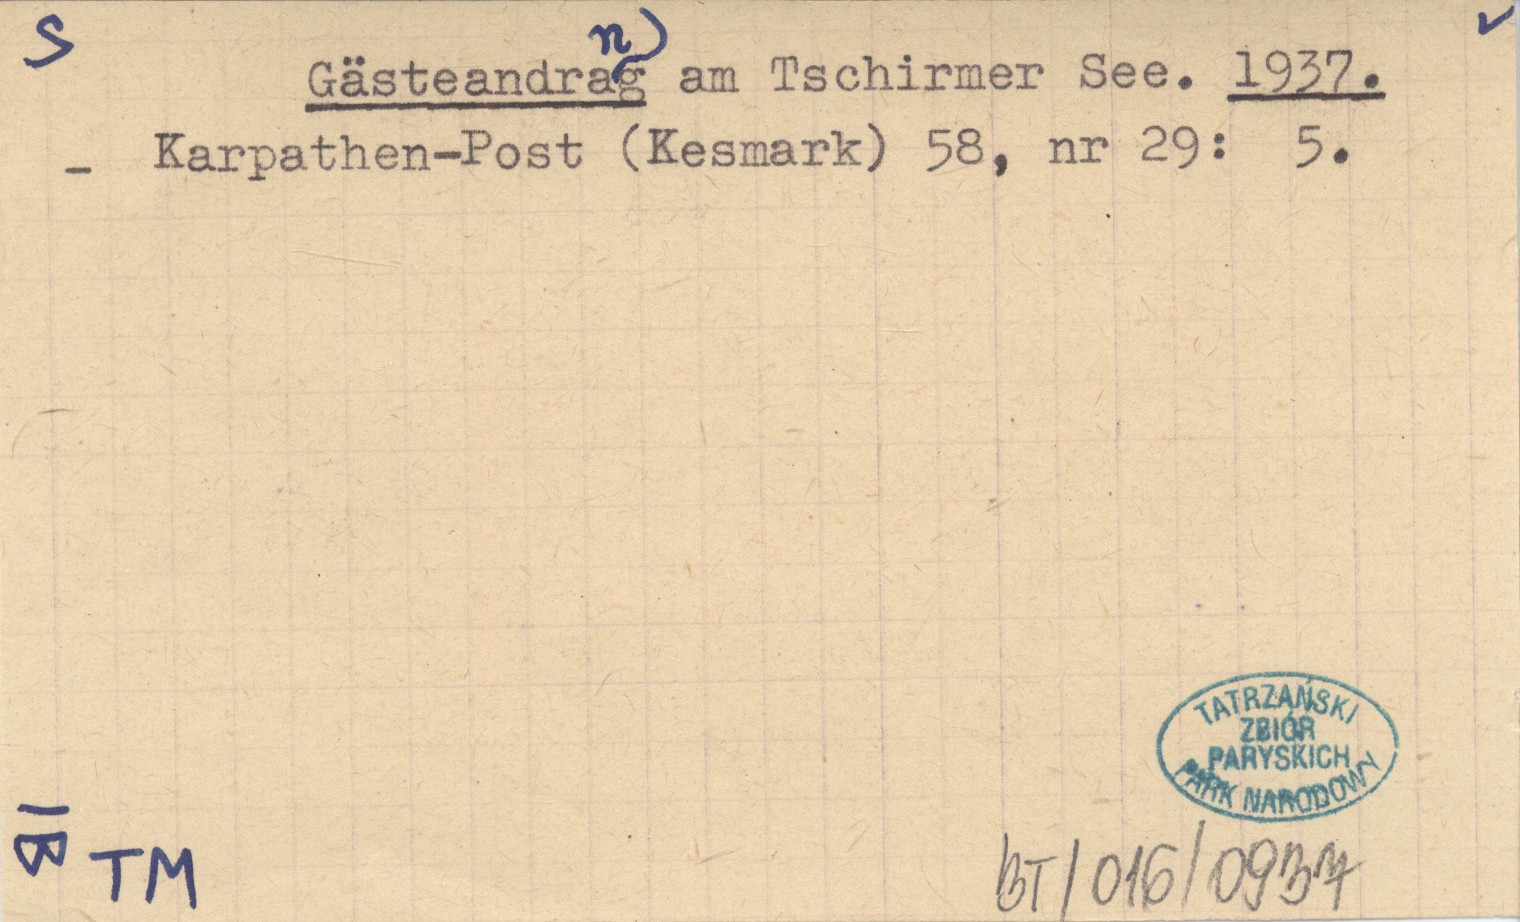 S
n
Gästeandrag am Tschirmer See. 1937.
- Karpathen-Post (Kesmark) 58, nr 29: 5.
TATRZAŃSKI
ZBIÓR
PARYSKICH
PARK NARODOWY
TM
BT/016/0937